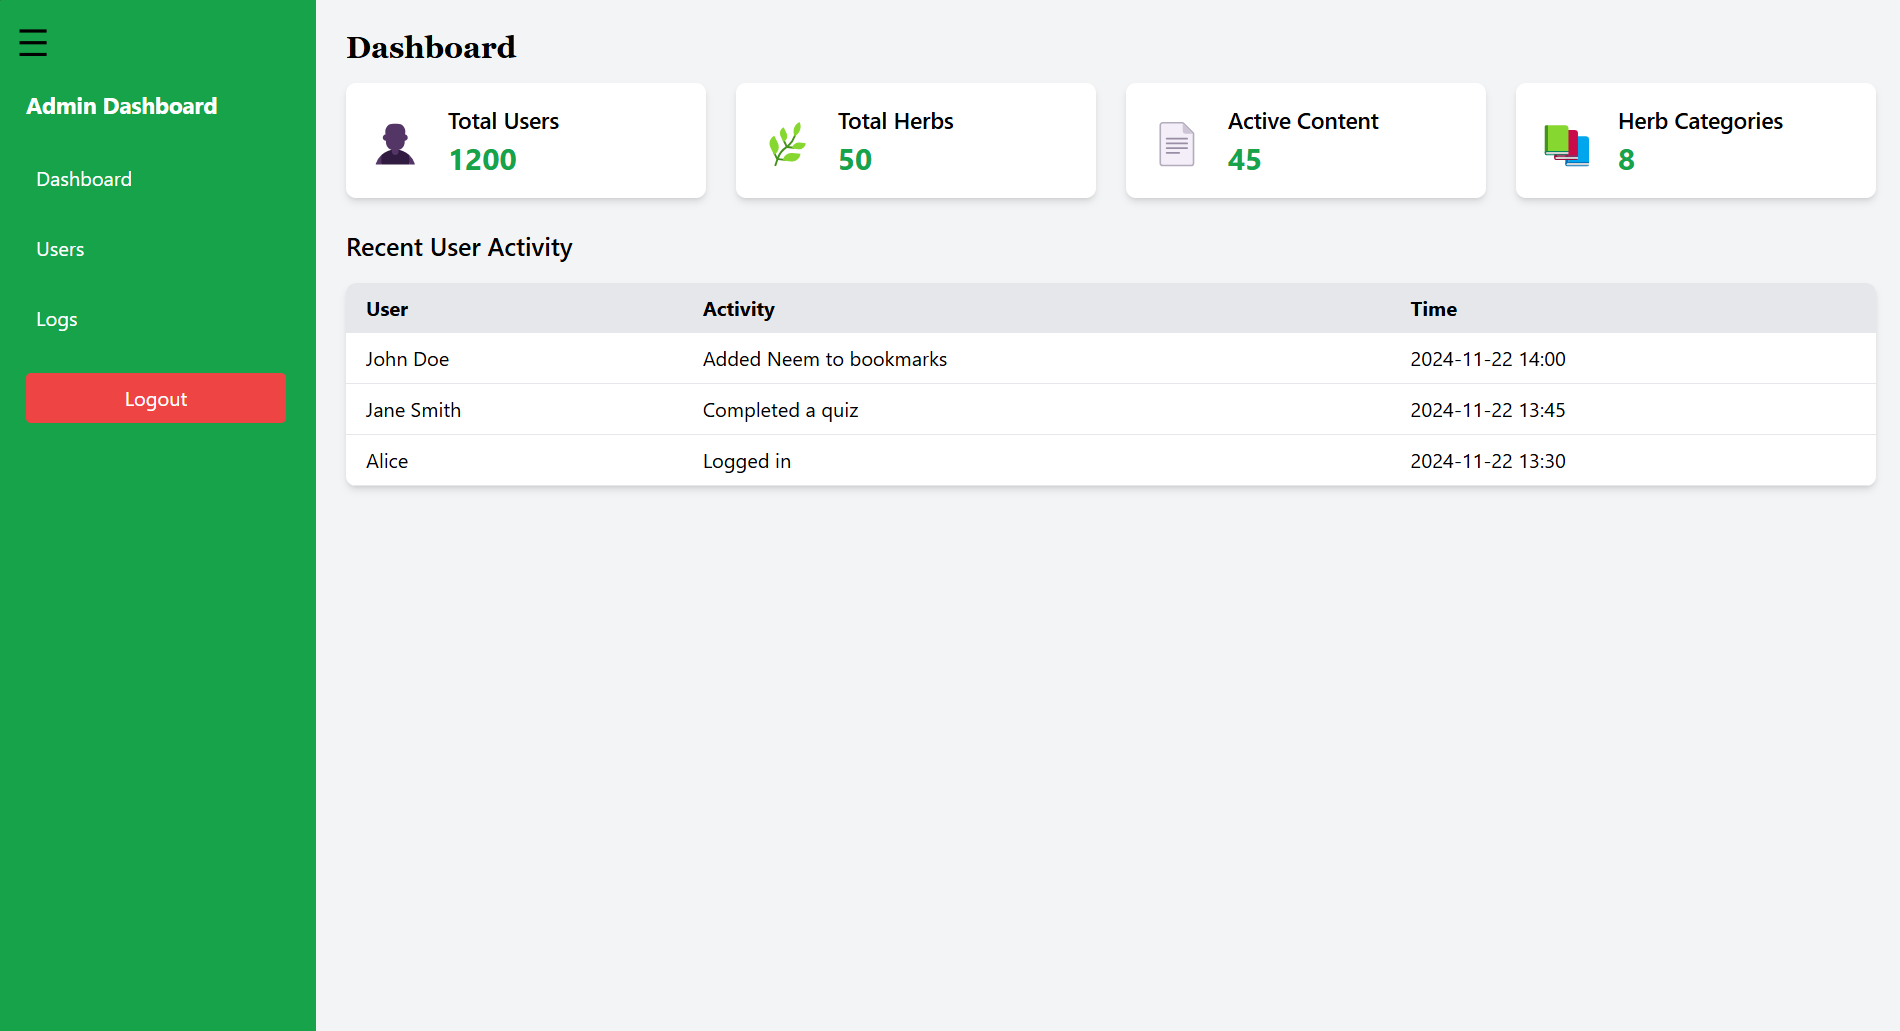 Admin Dashboard
Dashboard
Users
Logs
Logout
Dashboard
Total Users
1200
Total Herbs
50
Active Content
45
Herb Categories
8
Recent User Activity
User Activity Time
John Doe Added Neem to bookmarks 2024-11-22 14:00
Jane Smith Completed a quiz 2024-11-22 13:45
Alice Logged in 2024-11-22 13:30